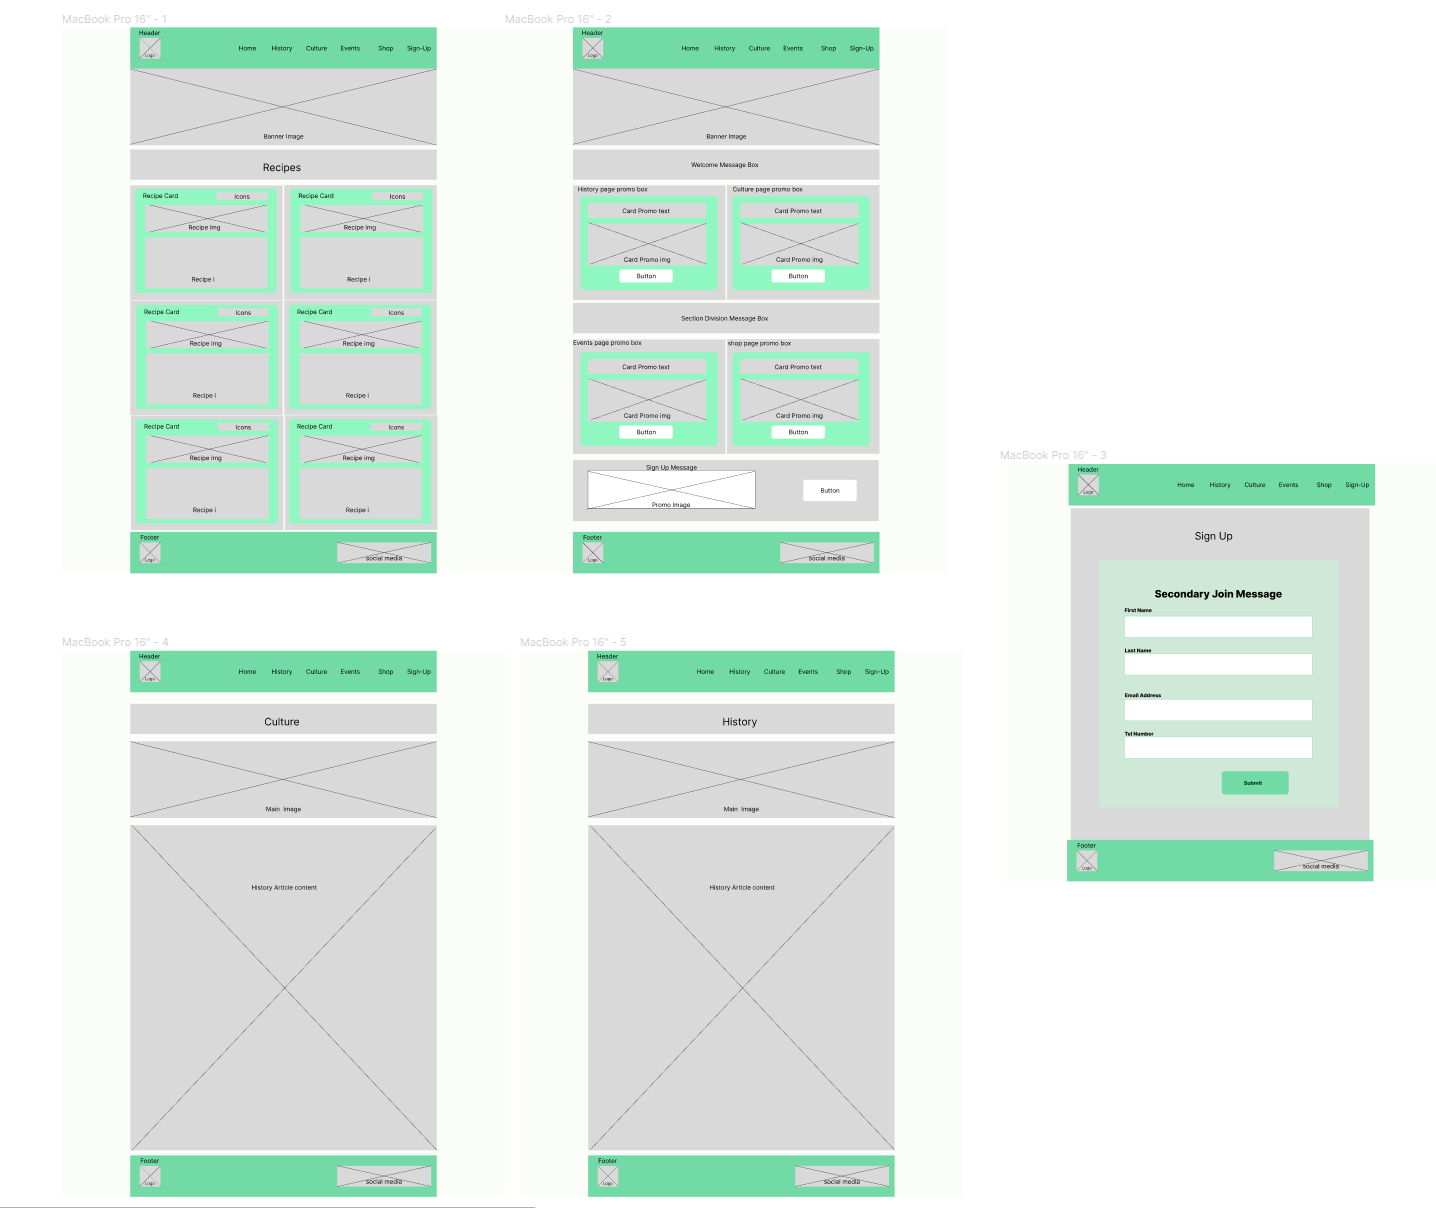 MacBook Pro 16" - 1
Header
Logo
Home History Culture Events Shop Sign-Up
Banner Image
Recipes
Recipe Card Icons
Recipe img
Recipe i
Recipe Card Icons
Recipe img
Recipe i
Recipe Card Icons
Recipe img
Recipe i
Recipe Card Icons
Recipe img
Recipe i
Recipe Card Icons
Recipe img
Recipe i
Recipe Card Icons
Recipe img
Recipe i
Footer
Logo
social media
MacBook Pro 16" - 2
Header
Logo
Home History Culture Events Shop Sign-Up
Banner Image
Welcome Message Box
History page promo box
Card Promo text
Card Promo img
Button
Culture page promo box
Card Promo text
Card Promo img
Button
Section Division Message Box
Events page promo box
Card Promo text
Card Promo img
Button
shop page promo box
Card Promo text
Card Promo img
Button
Sign Up Message
Promo Image
Button
Footer
Logo
social media
MacBook Pro 16" - 3
Header
Logo
Home History Culture Events Shop Sign-Up
Sign Up
Secondary Join Message
First Name
Last Name
Email Address
Tel Number
Submit
Footer
Logo
social media
MacBook Pro 16" - 4
Header
Logo
Home History Culture Events Shop Sign-Up
Culture
Main Image
History Article content
Footer
Logo
social media
MacBook Pro 16" - 5
Header
Logo
Home History Culture Events Shop Sign-Up
History
Main Image
History Article content
Footer
Logo
social media